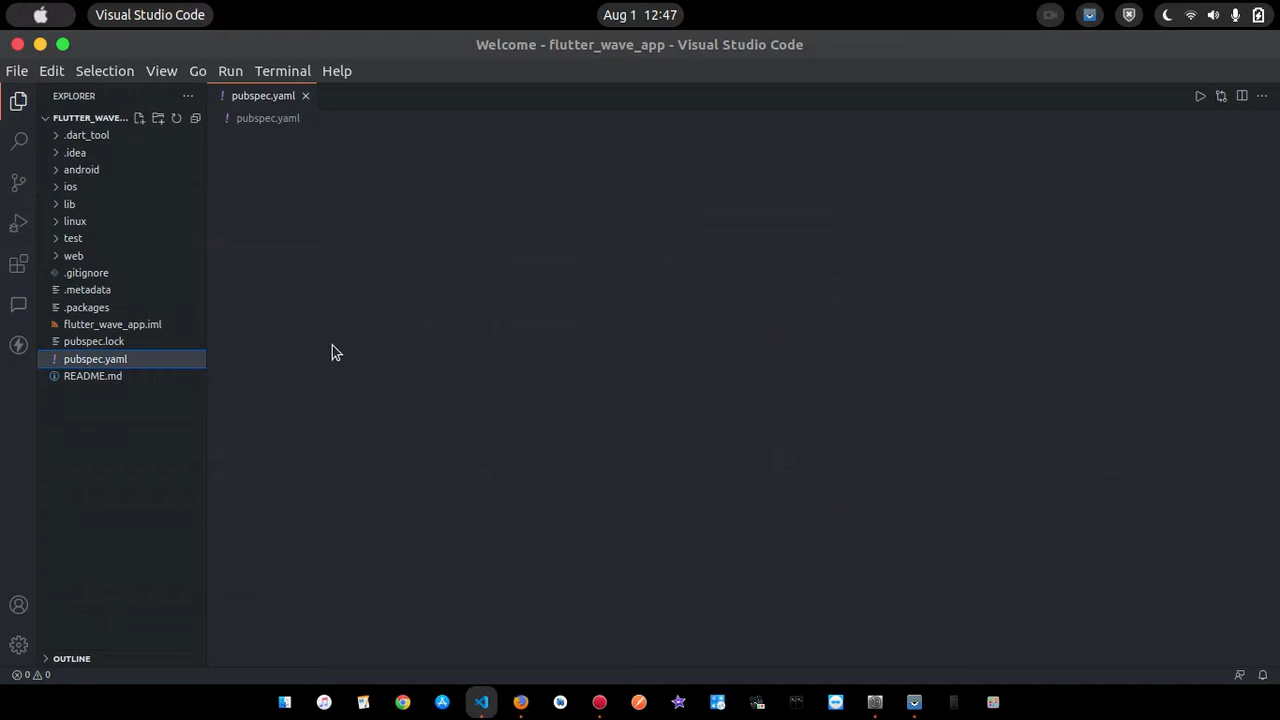 Visual Studio Code
Aug 1 12:47
Welcome - flutter_wave_app - Visual Studio Code
File Edit Selection View Go Run Terminal Help
EXPLORER
pubspec.yaml
FLUTTER_WAVE...
pubspec.yaml
.dart_tool
.idea
android
ios
lib
linux
test
web
.gitignore
.metadata
.packages
flutter_wave_app.iml
pubspec.lock
pubspec.yaml
README.md
OUTLINE
0 0